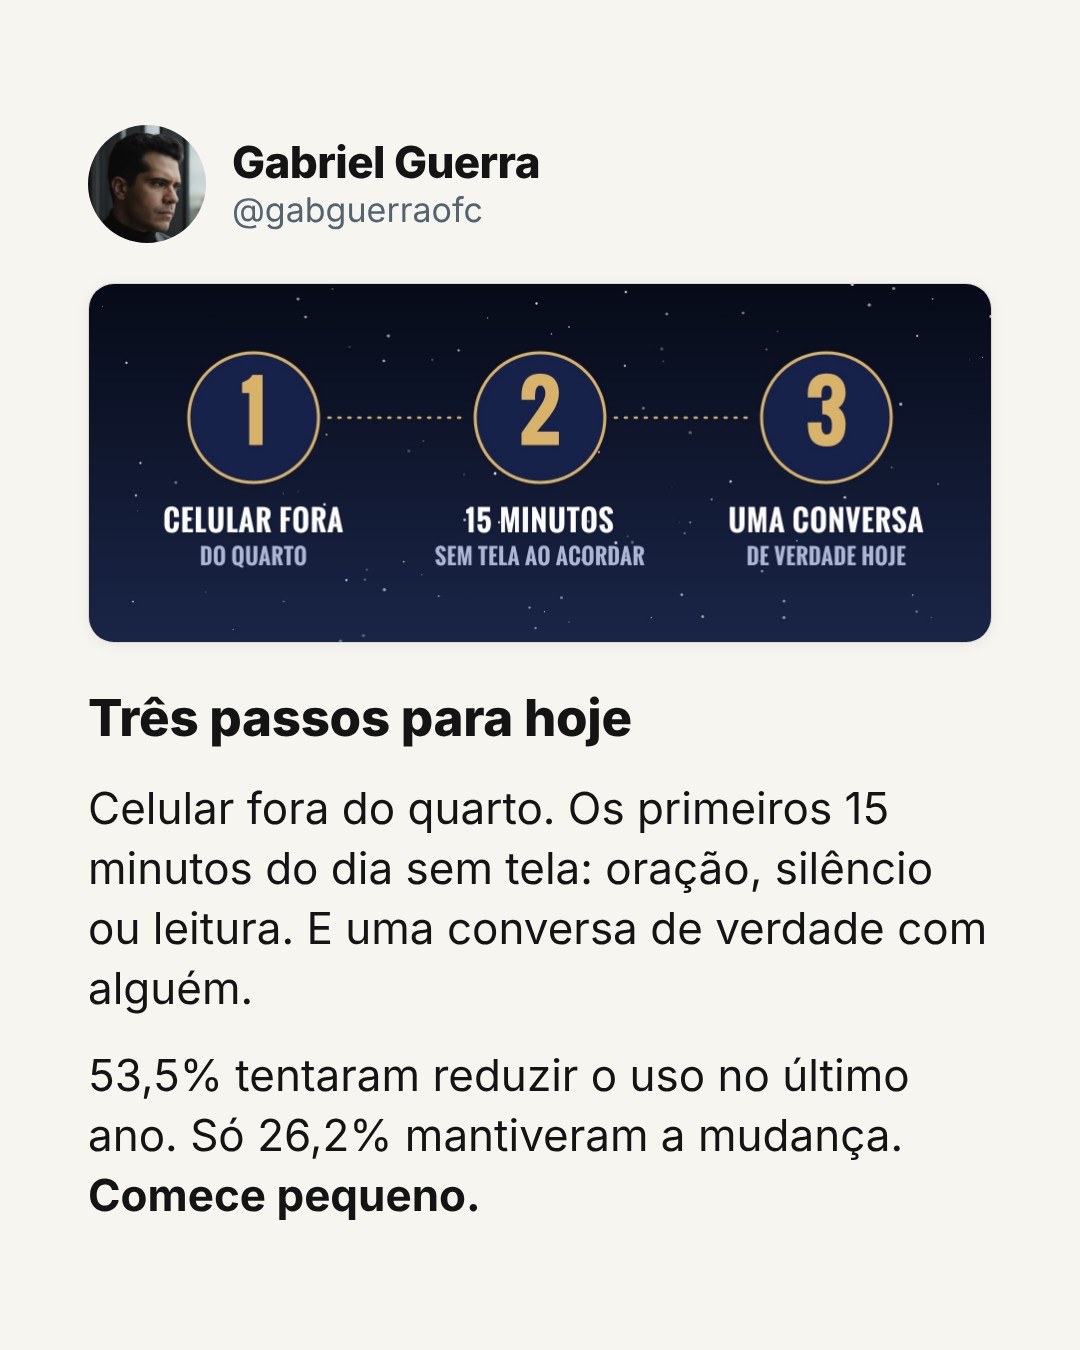 Gabriel Guerra
@gabguerraofc
1
2
3
CELULAR FORA
DO QUARTO
15 MINUTOS
SEM TELA AO ACORDAR
UMA CONVERSA
DE VERDADE HOJE
Três passos para hoje
Celular fora do quarto. Os primeiros 15
minutos do dia sem tela: oração, silêncio
ou leitura. E uma conversa de verdade com
alguém.
53,5% tentaram reduzir o uso no último
ano. Só 26,2% mantiveram a mudança.
Comece pequeno.